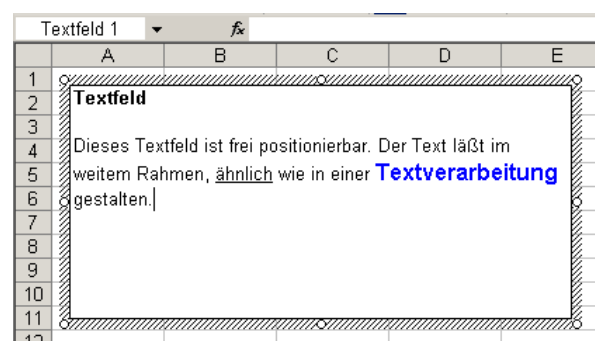 Textfeld 1 fx
A B C D E
1
2 Textfeld
3
4 Dieses Textfeld ist frei positionierbar. Der Text läßt im
5 weitem Rahmen, ähnlich wie in einer Textverarbeitung
6 gestalten.
7
8
9
10
11
12